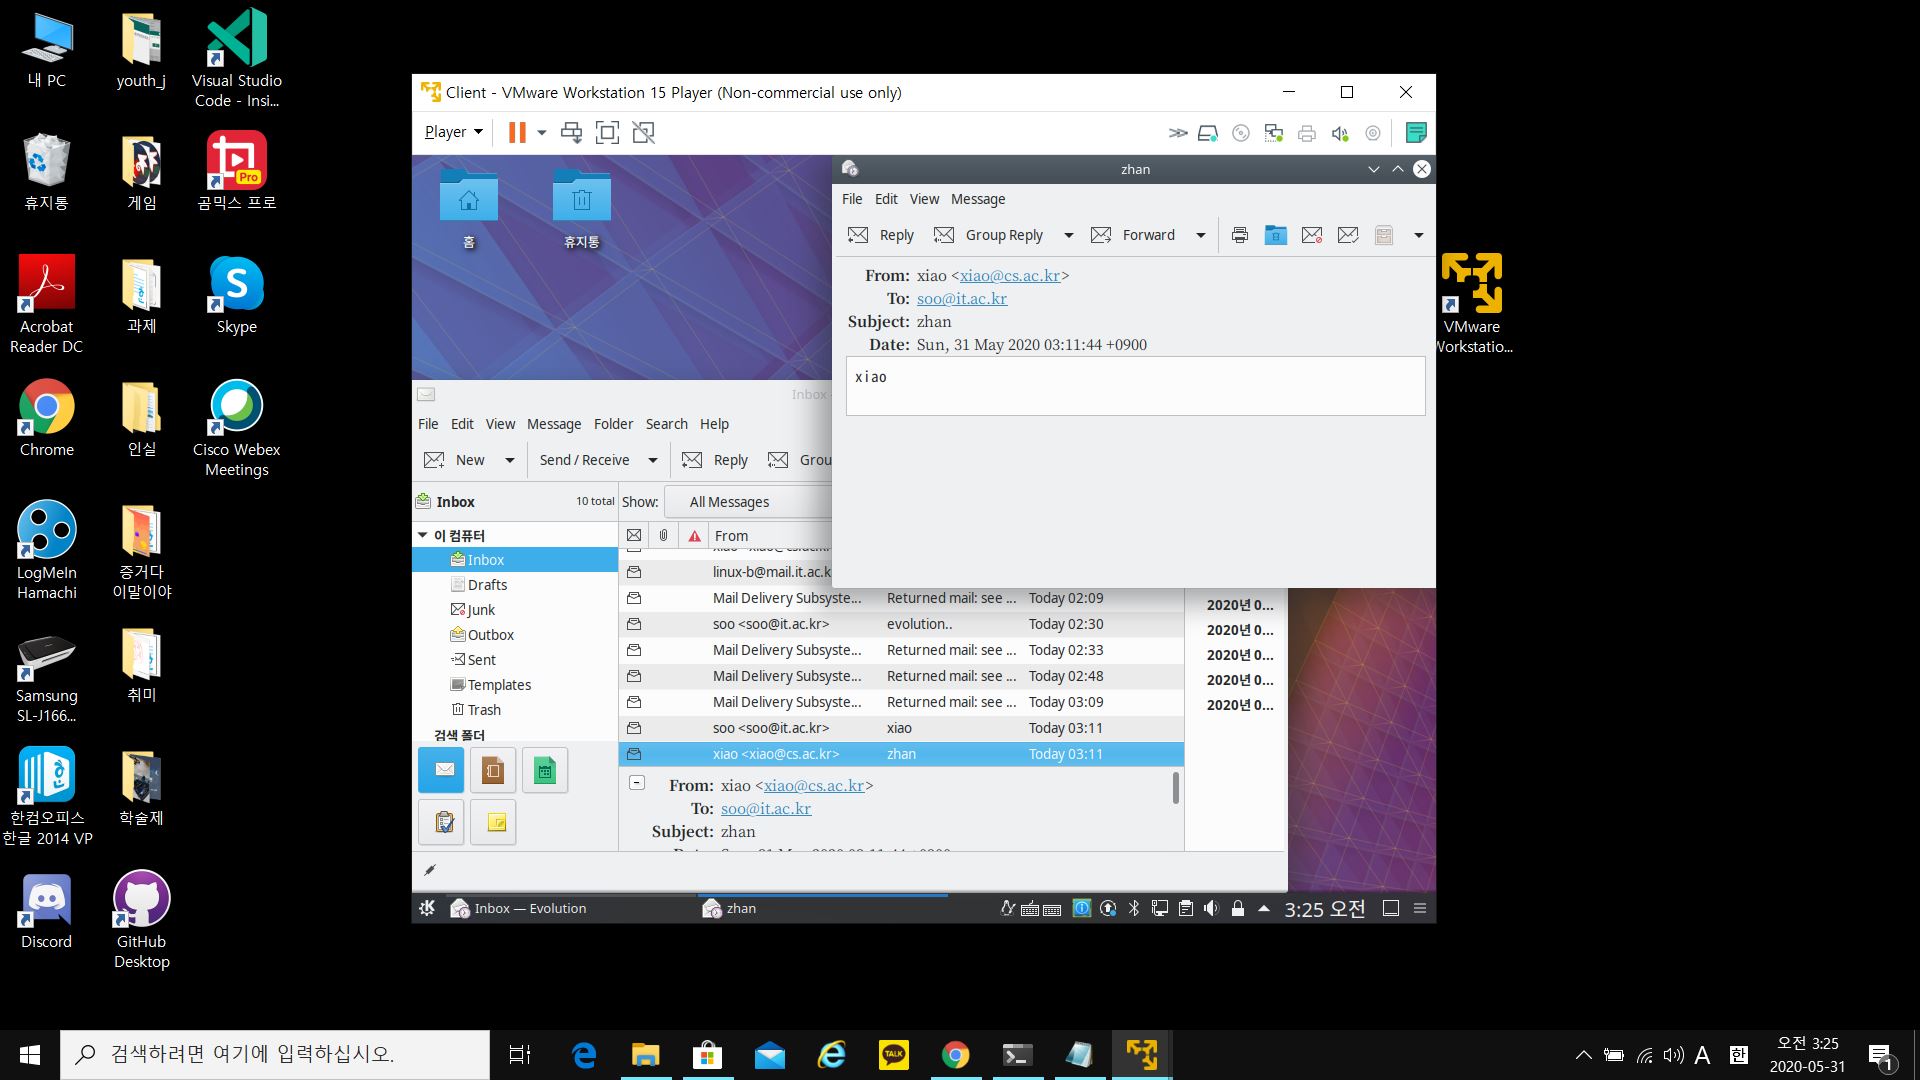 내 PC
youth_j
Visual Studio
Code - Insi...
휴지통
게임
곰믹스 프로
Pro
Acrobat
Reader DC
과제
Skype
Chrome
인실
Cisco Webex
Meetings
LogMeIn
Hamachi
증거다
이말이야
Samsung
SL-J166...
취미
한컴오피스
한글 2014 VP
학술제
Discord
GitHub
Desktop
VMware
Workstatio...
Client - VMware Workstation 15 Player (Non-commercial use only)
Player
홈
휴지통
zhan
File Edit View Message
Reply Group Reply Forward
From: xiao <xiao@cs.ac.kr>
To: soo@it.ac.kr
Subject: zhan
Date: Sun, 31 May 2020 03:11:44 +0900
xiao
Inbox
File Edit View Message Folder Search Help
New Send / Receive Reply Grou
Inbox 10 total Show: All Messages
이 컴퓨터
Inbox
Drafts
Junk
Outbox
Sent
Templates
Trash
검색 폴더
From
linux-b@mail.it.ac.k
Mail Delivery Subsyste... Returned mail: see ... Today 02:09
soo <soo@it.ac.kr> evolution.. Today 02:30
Mail Delivery Subsyste... Returned mail: see ... Today 02:33
Mail Delivery Subsyste... Returned mail: see ... Today 02:48
Mail Delivery Subsyste... Returned mail: see ... Today 03:09
soo <soo@it.ac.kr> xiao Today 03:11
xiao <xiao@cs.ac.kr> zhan Today 03:11
2020년 0...
2020년 0...
2020년 0...
2020년 0...
2020년 0...
From: xiao <xiao@cs.ac.kr>
To: soo@it.ac.kr
Subject: zhan
Inbox — Evolution
zhan
3:25 오전
검색하려면 여기에 입력하십시오.
TALK
A
한
오전 3:25
2020-05-31
1